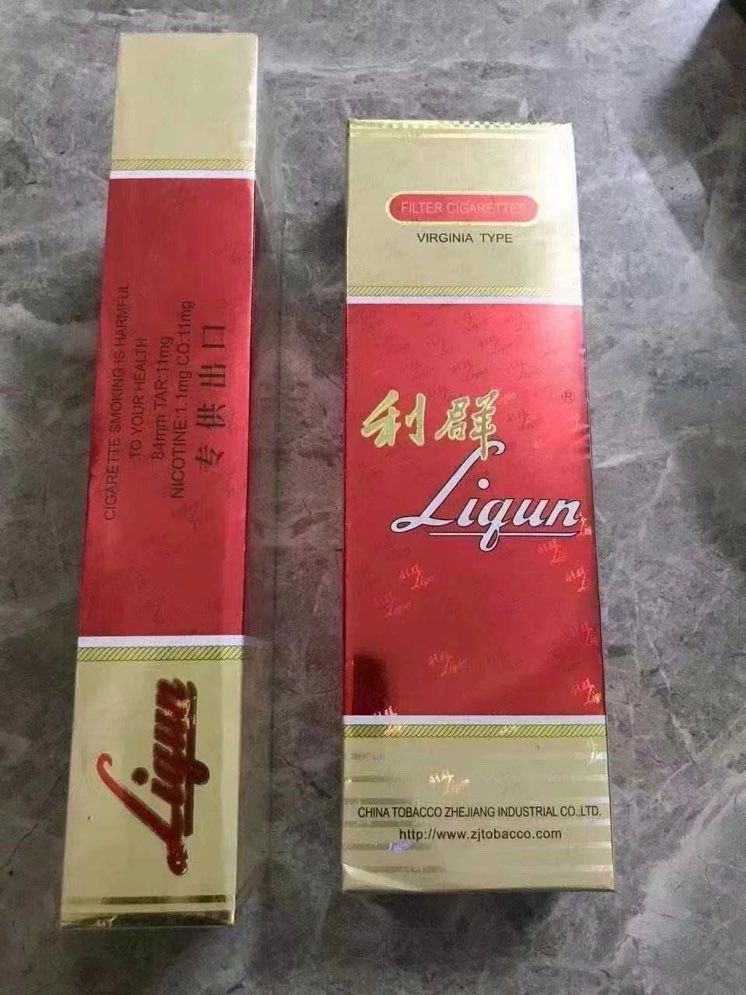 CIGARETTE SMOKING IS HARMFUL
TO YOUR HEALTH
84mm TAR:11mg
NICOTINE:1.1mg CO:11mg
专供出口
Liqun
FILTER CIGARETTES
VIRGINIA TYPE
利群
®
Liqun
CHINA TOBACCO ZHEJIANG INDUSTRIAL CO.,LTD.
http://www.zjtobacco.com